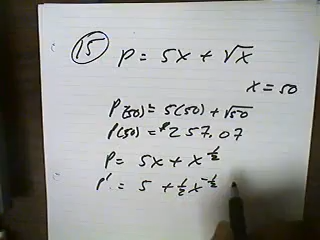 15 P = 5x + √x
x = 50
P(50) = 5(50) + √50
P(50) = $257.07
P = 5x + x^½
P' = 5 + ½x^-½